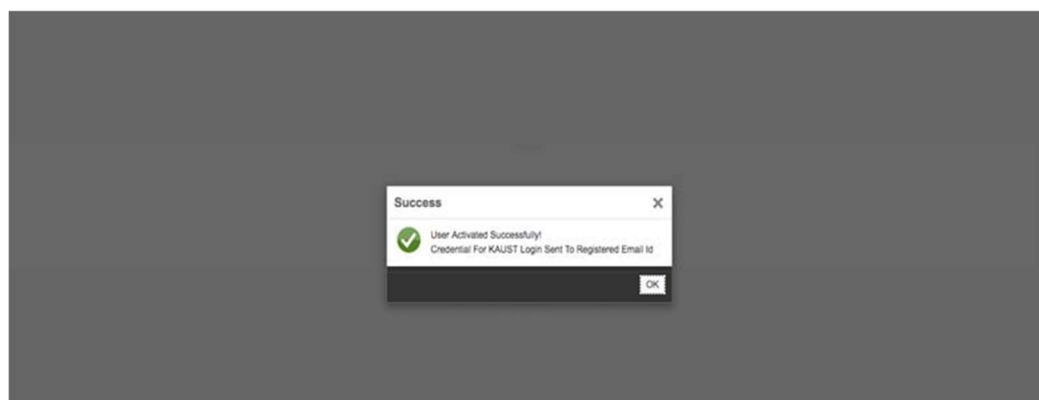 Success
User Activated Successfully!
Credential For KAUST Login Sent To Registered Email Id
OK